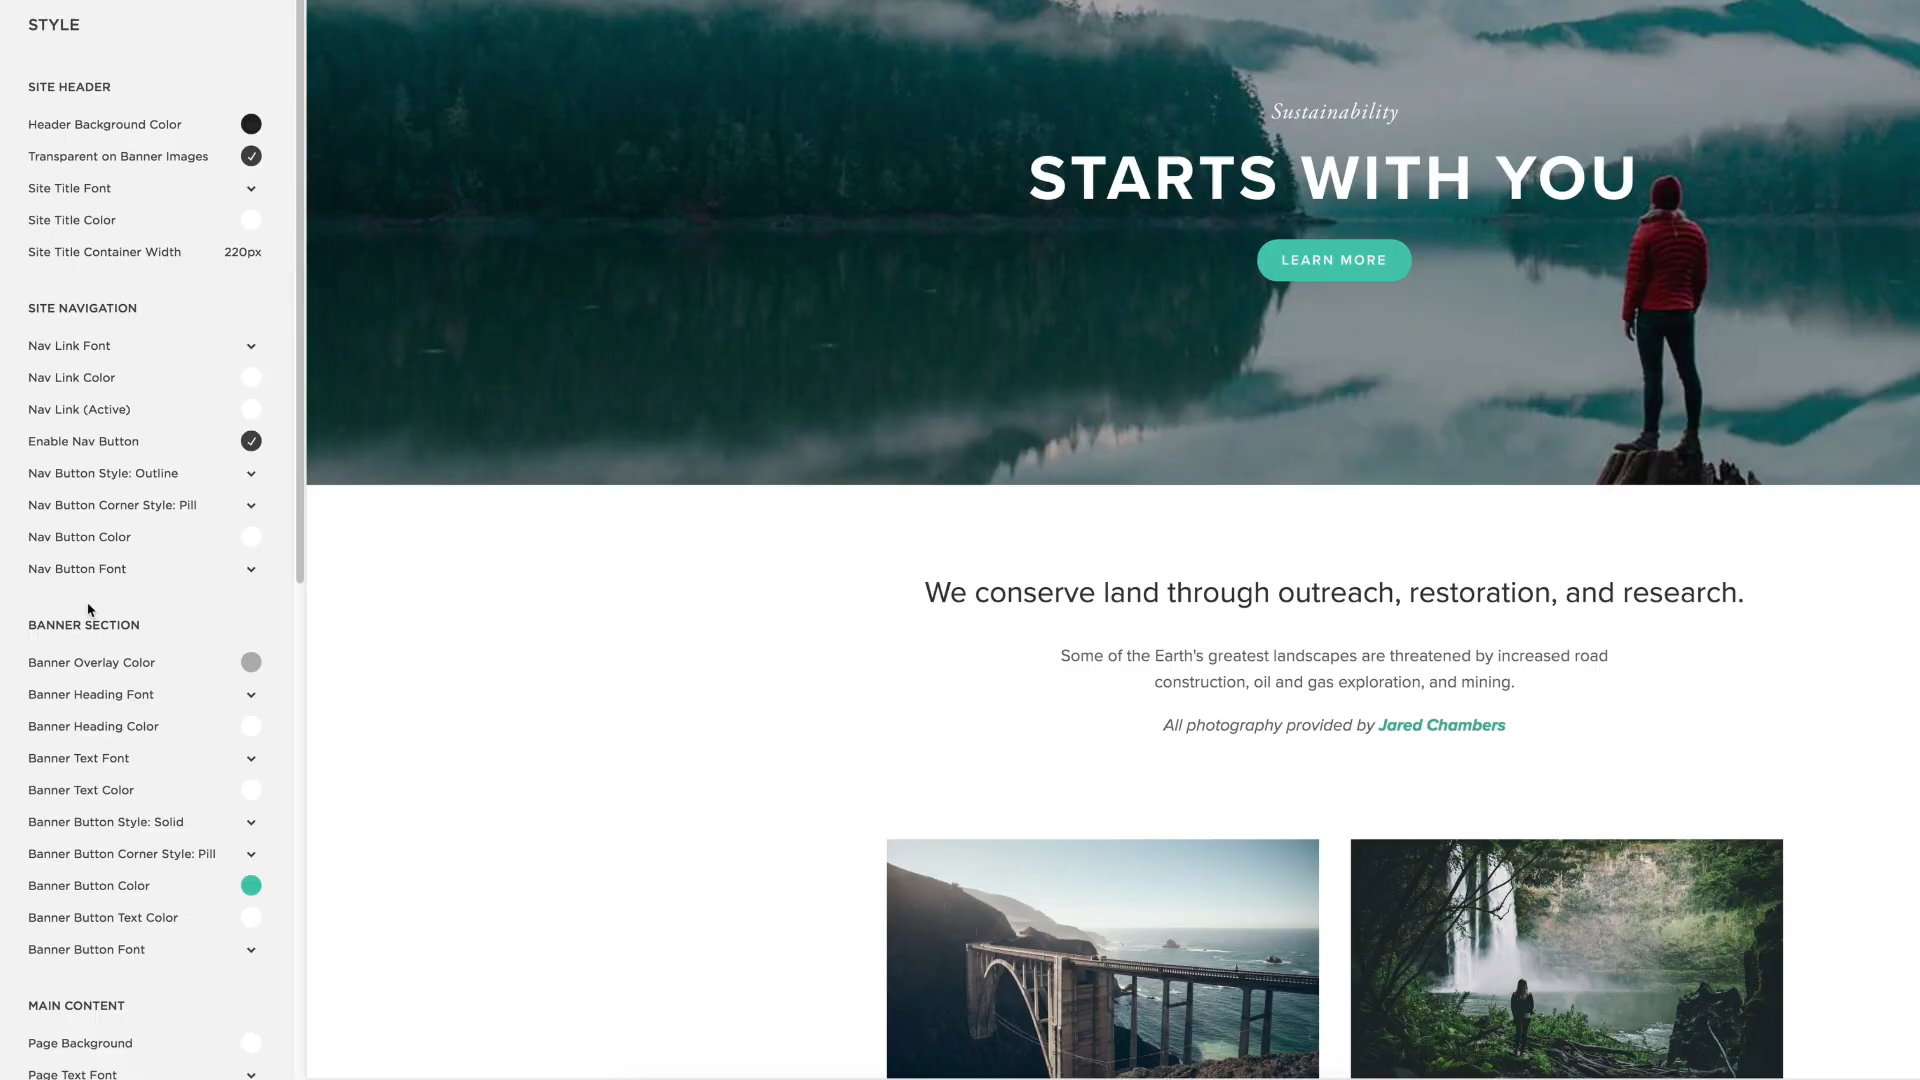 STYLE
SITE HEADER
Header Background Color
Transparent on Banner Images
Site Title Font
Site Title Color
Site Title Container Width 220px
SITE NAVIGATION
Nav Link Font
Nav Link Color
Nav Link (Active)
Enable Nav Button
Nav Button Style: Outline
Nav Button Corner Style: Pill
Nav Button Color
Nav Button Font
BANNER SECTION
Banner Overlay Color
Banner Heading Font
Banner Heading Color
Banner Text Font
Banner Text Color
Banner Button Style: Solid
Banner Button Corner Style: Pill
Banner Button Color
Banner Button Text Color
Banner Button Font
MAIN CONTENT
Page Background
Page Text Font
Sustainability
STARTS WITH YOU
LEARN MORE
We conserve land through outreach, restoration, and research.
Some of the Earth's greatest landscapes are threatened by increased road
construction, oil and gas exploration, and mining.
All photography provided by Jared Chambers